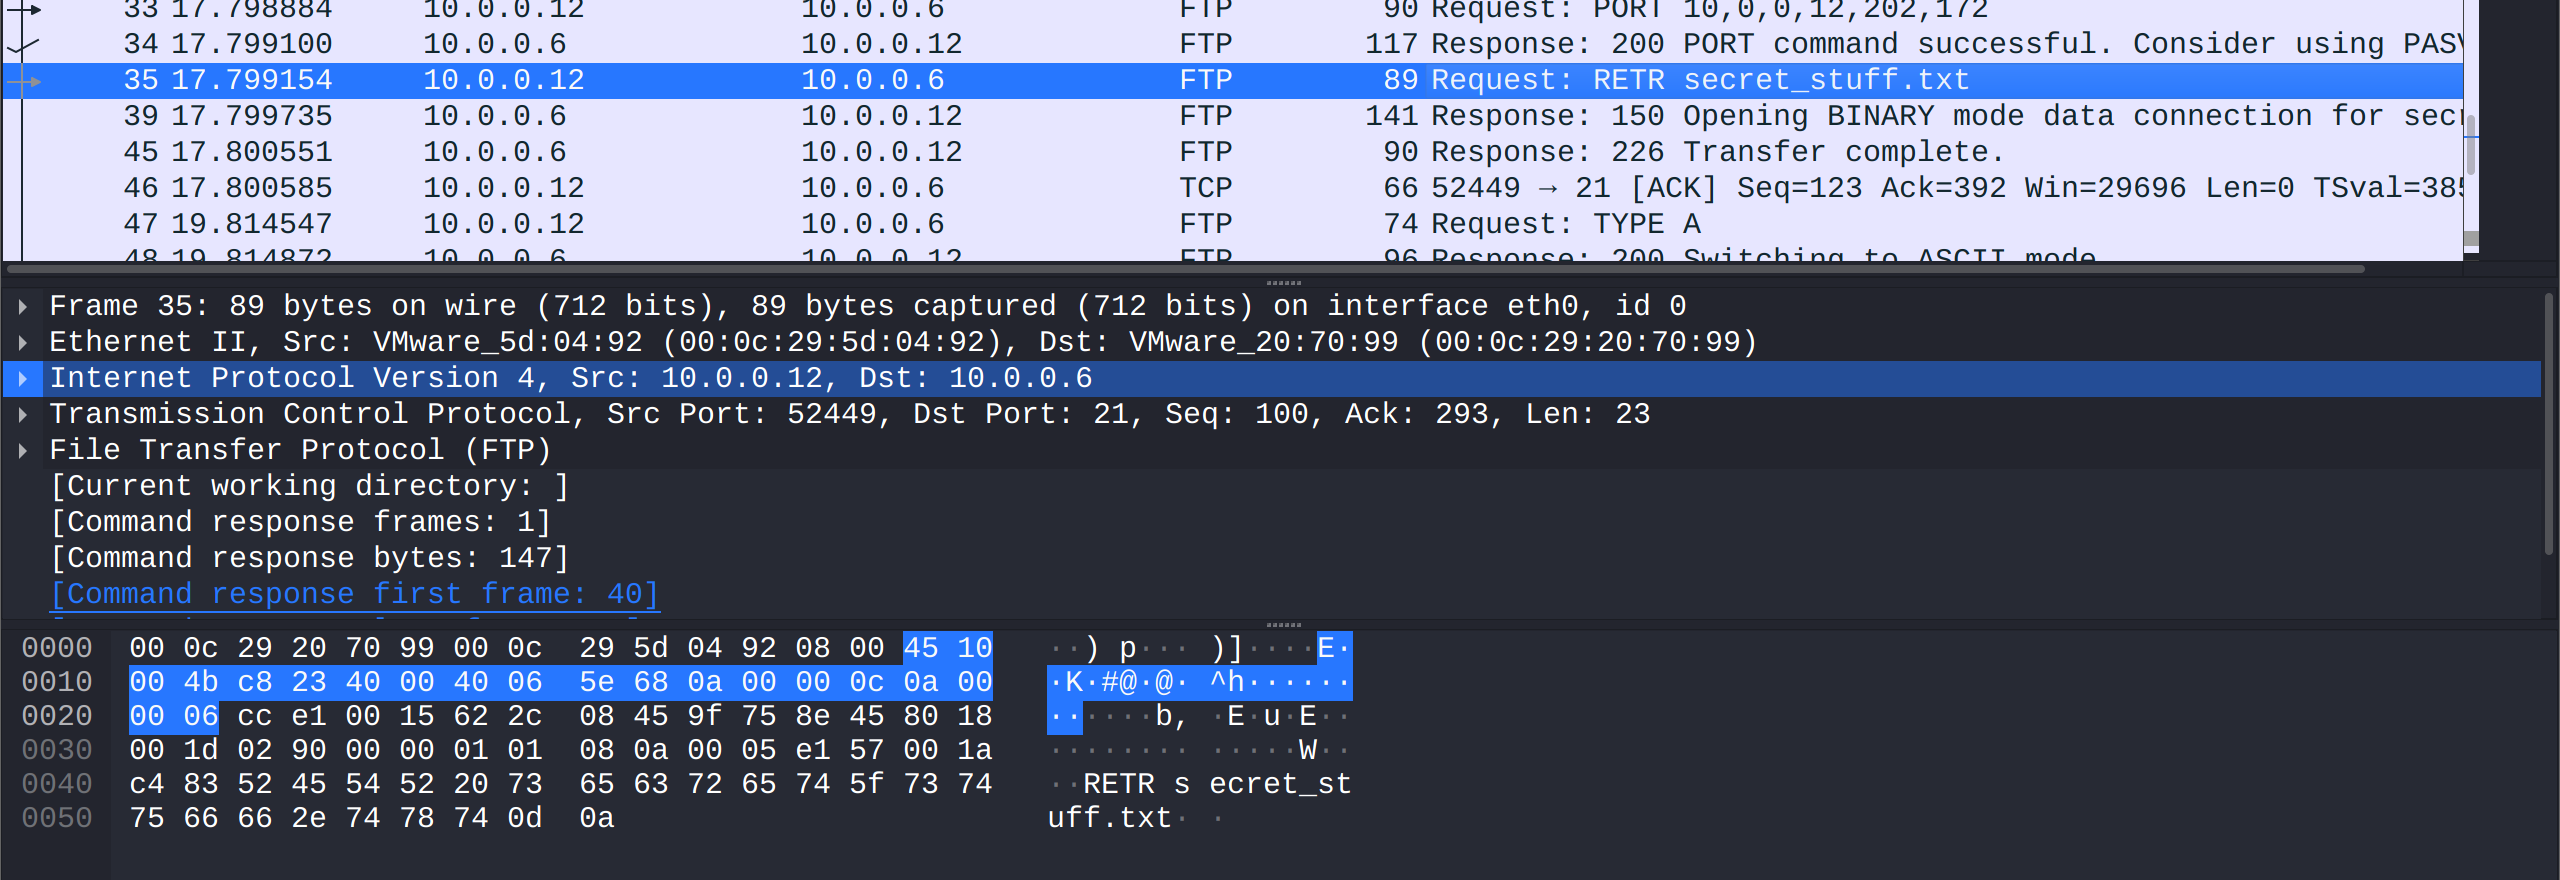 33 17.798884 10.0.0.12 10.0.0.6 FTP 90 Request: PORT 10,0,0,12,202,172
34 17.799100 10.0.0.6 10.0.0.12 FTP 117 Response: 200 PORT command successful. Consider using PASV
35 17.799154 10.0.0.12 10.0.0.6 FTP 89 Request: RETR secret_stuff.txt
39 17.799735 10.0.0.6 10.0.0.12 FTP 141 Response: 150 Opening BINARY mode data connection for secr
45 17.800551 10.0.0.6 10.0.0.12 FTP 90 Response: 226 Transfer complete.
46 17.800585 10.0.0.12 10.0.0.6 TCP 66 52449 → 21 [ACK] Seq=123 Ack=392 Win=29696 Len=0 TSval=385
47 19.814547 10.0.0.12 10.0.0.6 FTP 74 Request: TYPE A
48 19.814872 10.0.0.6 10.0.0.12 FTP 96 Response: 200 Switching to ASCII mode
Frame 35: 89 bytes on wire (712 bits), 89 bytes captured (712 bits) on interface eth0, id 0
Ethernet II, Src: VMware_5d:04:92 (00:0c:29:5d:04:92), Dst: VMware_20:70:99 (00:0c:29:20:70:99)
Internet Protocol Version 4, Src: 10.0.0.12, Dst: 10.0.0.6
Transmission Control Protocol, Src Port: 52449, Dst Port: 21, Seq: 100, Ack: 293, Len: 23
File Transfer Protocol (FTP)
[Current working directory: ]
[Command response frames: 1]
[Command response bytes: 147]
[Command response first frame: 40]
0000 00 0c 29 20 70 99 00 0c 29 5d 04 92 08 00 45 10 ··) p··· )]····E·
0010 00 4b c8 23 40 00 40 06 5e 68 0a 00 00 0c 0a 00 ·K·#@·@· ^h······
0020 00 06 cc e1 00 15 62 2c 08 45 9f 75 8e 45 80 18 ······b, ·E·u·E··
0030 00 1d 02 90 00 00 01 01 08 0a 00 05 e1 57 00 1a ········ ·····W··
0040 c4 83 52 45 54 52 20 73 65 63 72 65 74 5f 73 74 ··RETR s ecret_st
0050 75 66 66 2e 74 78 74 0d 0a uff.txt· ·